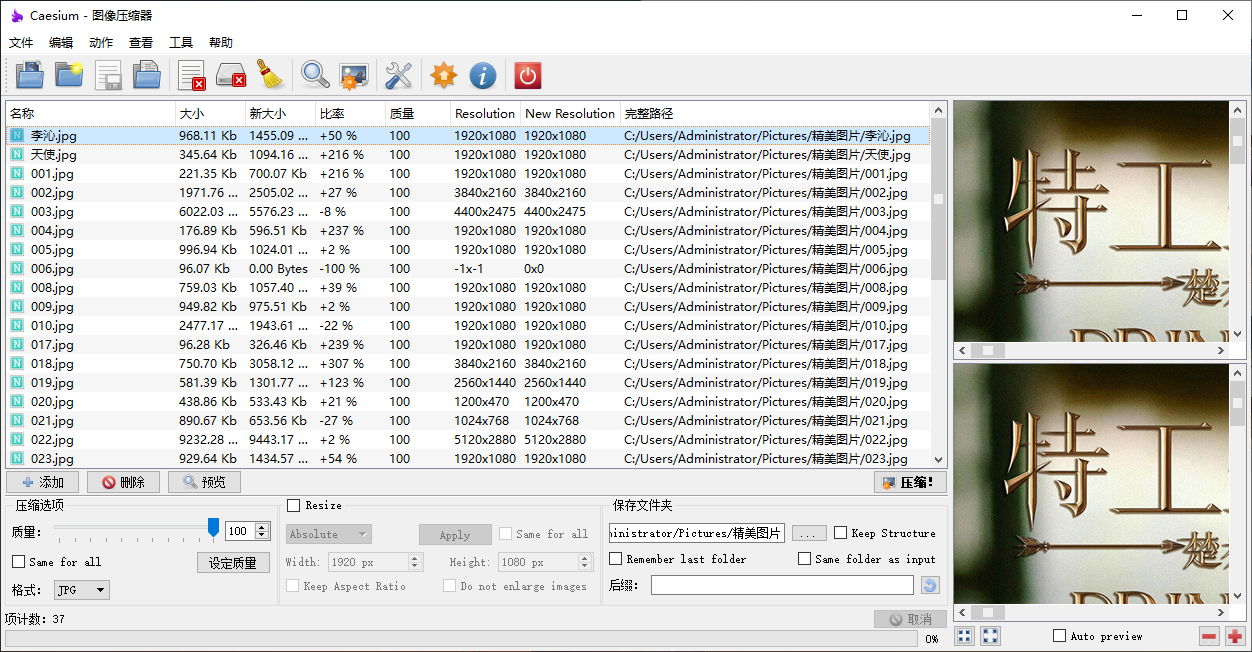 Caesium - 图像压缩器
文件 编辑 动作 查看 工具 帮助
名称 大小 新大小 比率 质量 Resolution New Resolution 完整路径
李沁.jpg 968.11 Kb 1455.09 ... +50 % 100 1920x1080 1920x1080 C:/Users/Administrator/Pictures/精美图片/李沁.jpg
天使.jpg 345.64 Kb 1094.16 ... +216 % 100 1920x1080 1920x1080 C:/Users/Administrator/Pictures/精美图片/天使.jpg
001.jpg 221.35 Kb 700.07 Kb +216 % 100 1920x1080 1920x1080 C:/Users/Administrator/Pictures/精美图片/001.jpg
002.jpg 1971.76 ... 2505.02 ... +27 % 100 3840x2160 3840x2160 C:/Users/Administrator/Pictures/精美图片/002.jpg
003.jpg 6022.03 ... 5576.23 ... -8 % 100 4400x2475 4400x2475 C:/Users/Administrator/Pictures/精美图片/003.jpg
004.jpg 176.89 Kb 596.51 Kb +237 % 100 1920x1080 1920x1080 C:/Users/Administrator/Pictures/精美图片/004.jpg
005.jpg 996.94 Kb 1024.01 ... +2 % 100 1920x1080 1920x1080 C:/Users/Administrator/Pictures/精美图片/005.jpg
006.jpg 96.07 Kb 0.00 Bytes -100 % 100 -1x-1 0x0 C:/Users/Administrator/Pictures/精美图片/006.jpg
008.jpg 759.03 Kb 1057.40 ... +39 % 100 1920x1080 1920x1080 C:/Users/Administrator/Pictures/精美图片/008.jpg
009.jpg 949.82 Kb 975.51 Kb +2 % 100 1920x1080 1920x1080 C:/Users/Administrator/Pictures/精美图片/009.jpg
010.jpg 2477.17 ... 1943.61 ... -22 % 100 1920x1080 1920x1080 C:/Users/Administrator/Pictures/精美图片/010.jpg
017.jpg 96.28 Kb 326.46 Kb +239 % 100 1920x1080 1920x1080 C:/Users/Administrator/Pictures/精美图片/017.jpg
018.jpg 750.70 Kb 3058.12 ... +307 % 100 3840x2160 3840x2160 C:/Users/Administrator/Pictures/精美图片/018.jpg
019.jpg 581.39 Kb 1301.77 ... +123 % 100 2560x1440 2560x1440 C:/Users/Administrator/Pictures/精美图片/019.jpg
020.jpg 438.86 Kb 533.43 Kb +21 % 100 1200x470 1200x470 C:/Users/Administrator/Pictures/精美图片/020.jpg
021.jpg 890.67 Kb 653.56 Kb -27 % 100 1024x768 1024x768 C:/Users/Administrator/Pictures/精美图片/021.jpg
022.jpg 9232.28 ... 9443.17 ... +2 % 100 5120x2880 5120x2880 C:/Users/Administrator/Pictures/精美图片/022.jpg
023.jpg 929.64 Kb 1434.57 ... +54 % 100 1920x1080 1920x1080 C:/Users/Administrator/Pictures/精美图片/023.jpg
特工
楚
特工
楚
添加 删除 预览 压缩!
压缩选项
质量: 100
Same for all 设定质量
格式: JPG
Resize
Absolute Apply Same for all
Width: 1920 px Height: 1080 px
Keep Aspect Ratio Do not enlarge images
保存文件夹
inistrator/Pictures/精美图片 ... Keep Structure
Remember last folder Same folder as input
后缀:
项计数: 37 取消
0% Auto preview